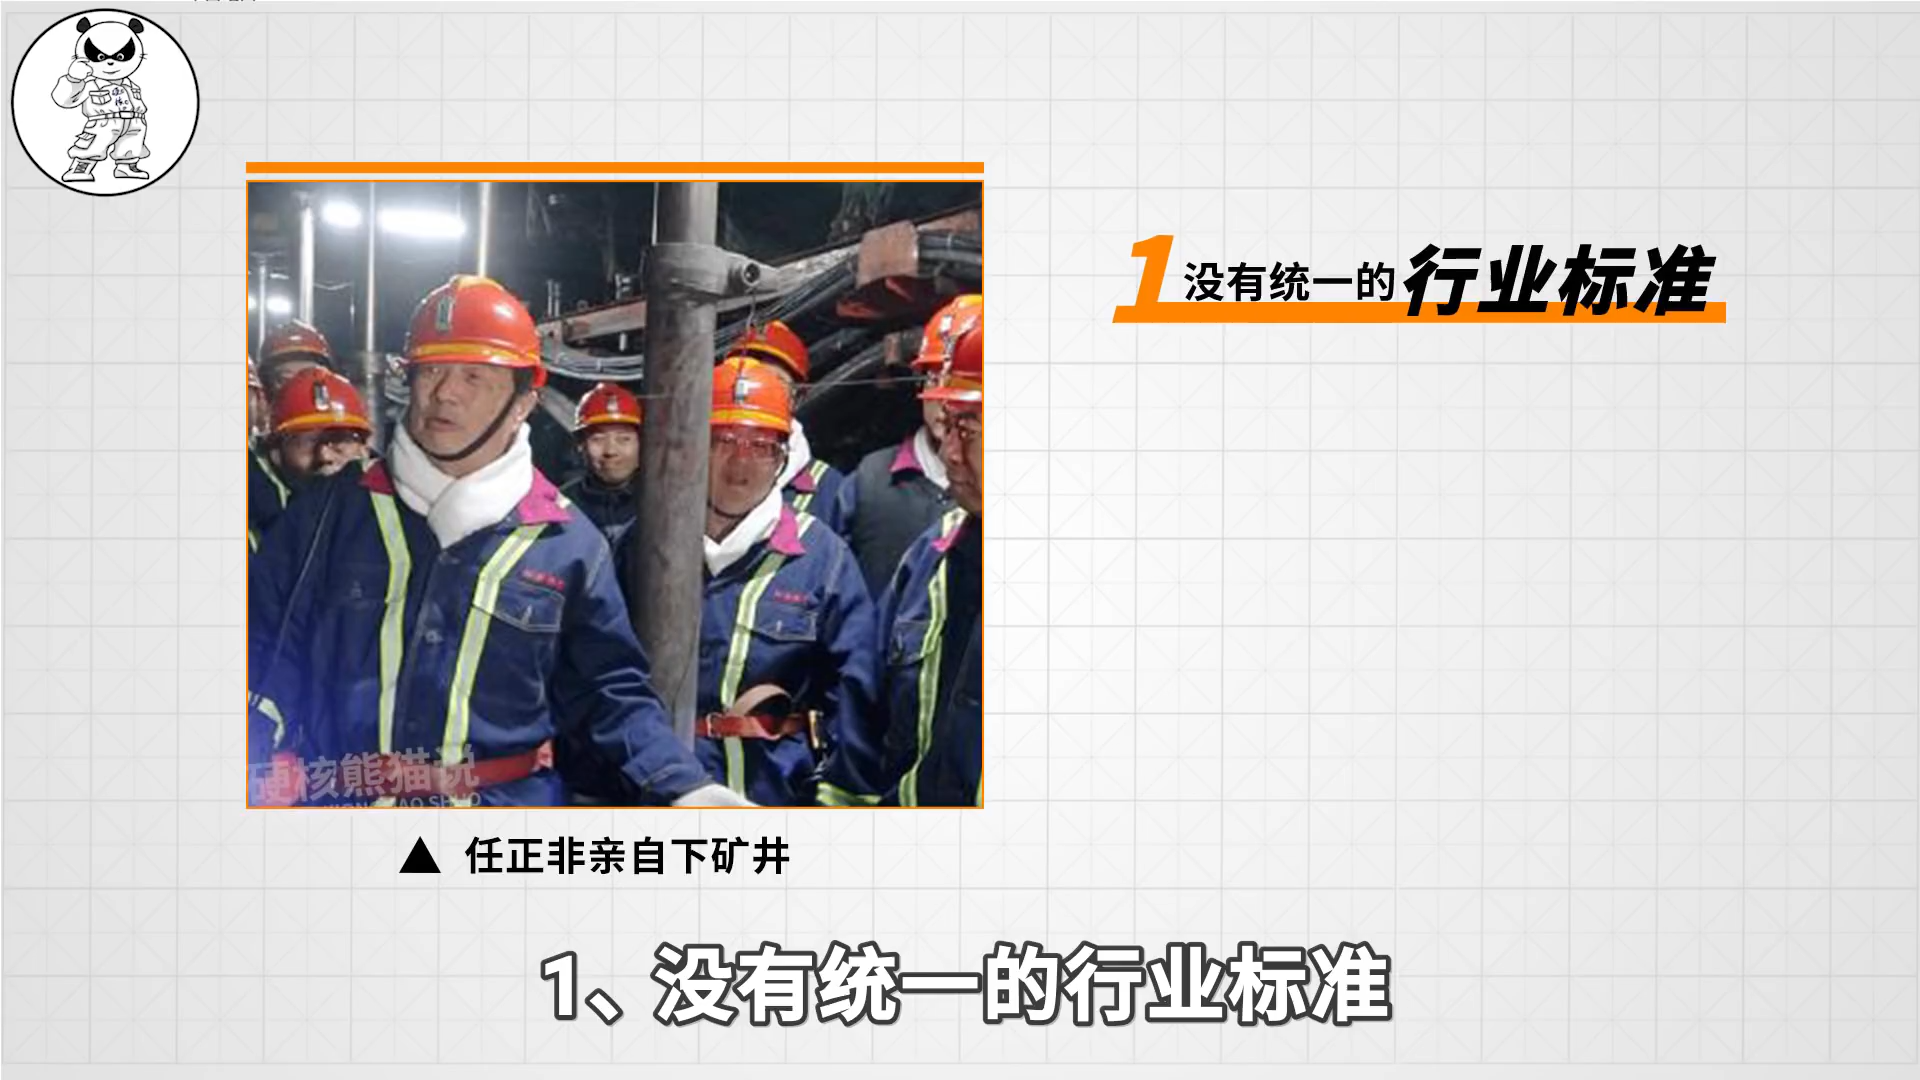 1 没有统一的行业标准
硬核熊猫说
▲ 任正非亲自下矿井
1、没有统一的行业标准